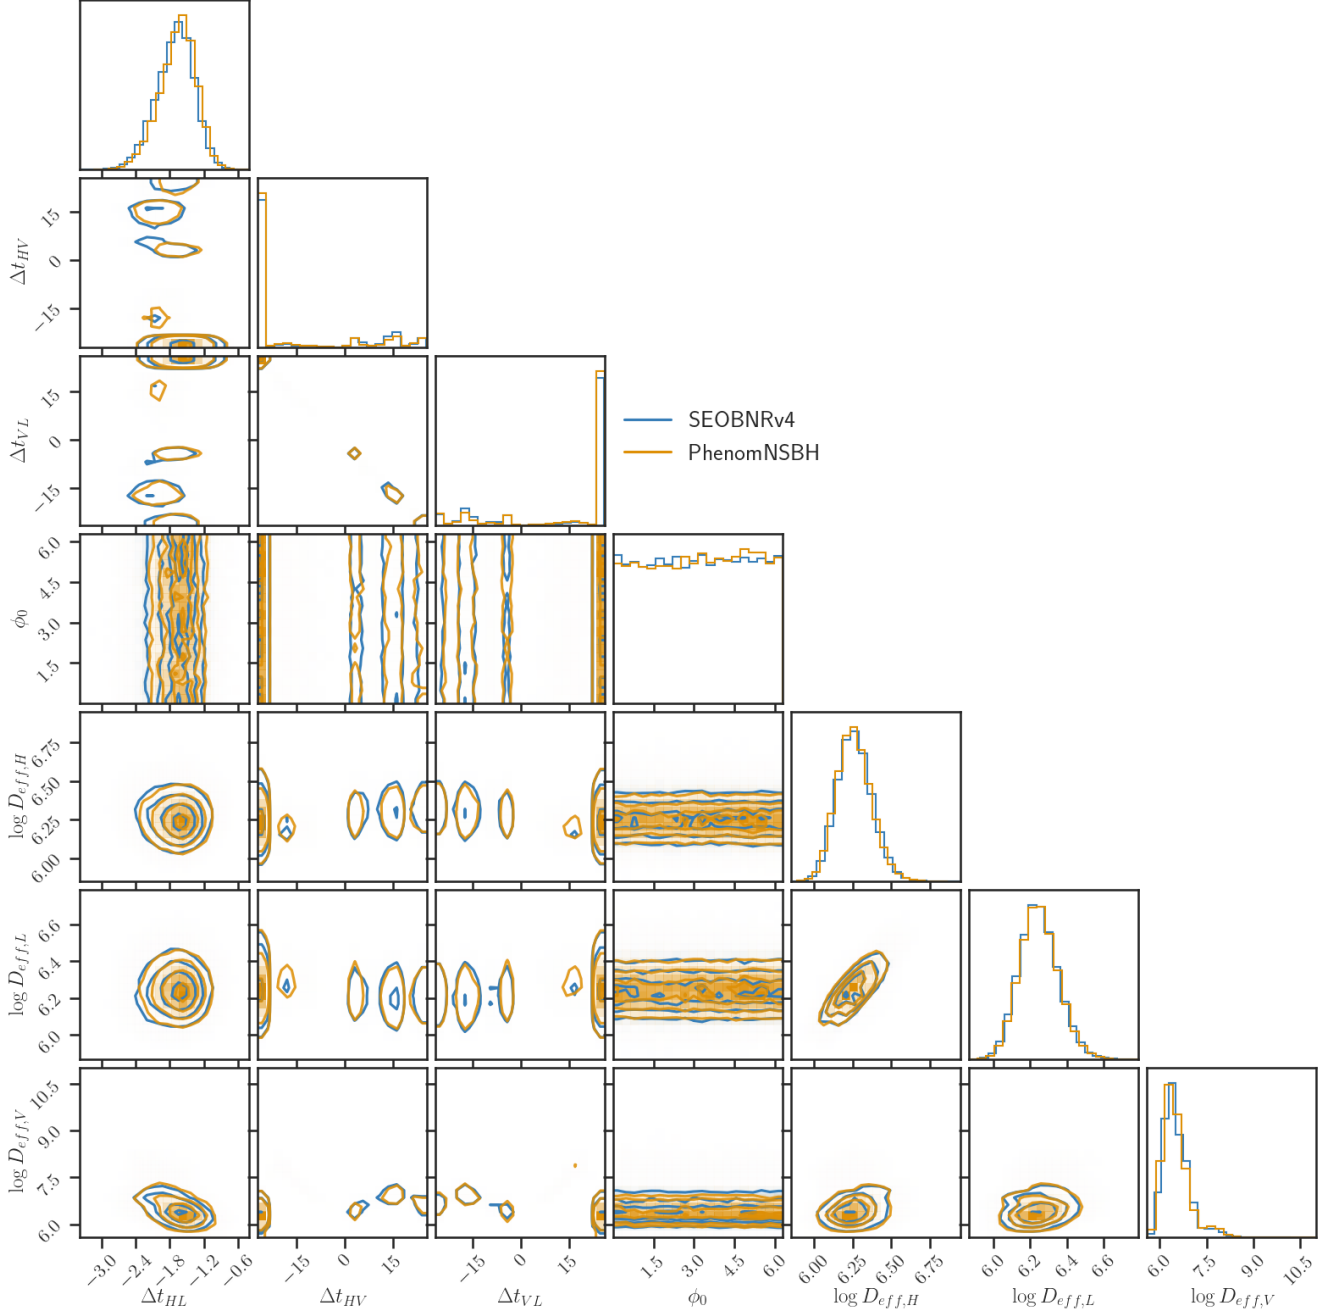 15
0
−15
Δt_HV
15
0
−15
Δt_VL
SEOBNRv4
PhenomNSBH
6.0
4.5
3.0
1.5
ϕ_0
6.75
6.50
6.25
6.00
log D_eff,H
6.6
6.4
6.2
6.0
log D_eff,L
10.5
9.0
7.5
6.0
log D_eff,V
−3.0 −2.4 −1.8 −1.2 −0.6
−15 0 15
−15 0 15
1.5 3.0 4.5 6.0
6.00 6.25 6.50 6.75
6.0 6.2 6.4 6.6
6.0 7.5 9.0 10.5
Δt_HL Δt_HV Δt_VL ϕ_0 log D_eff,H log D_eff,L log D_eff,V